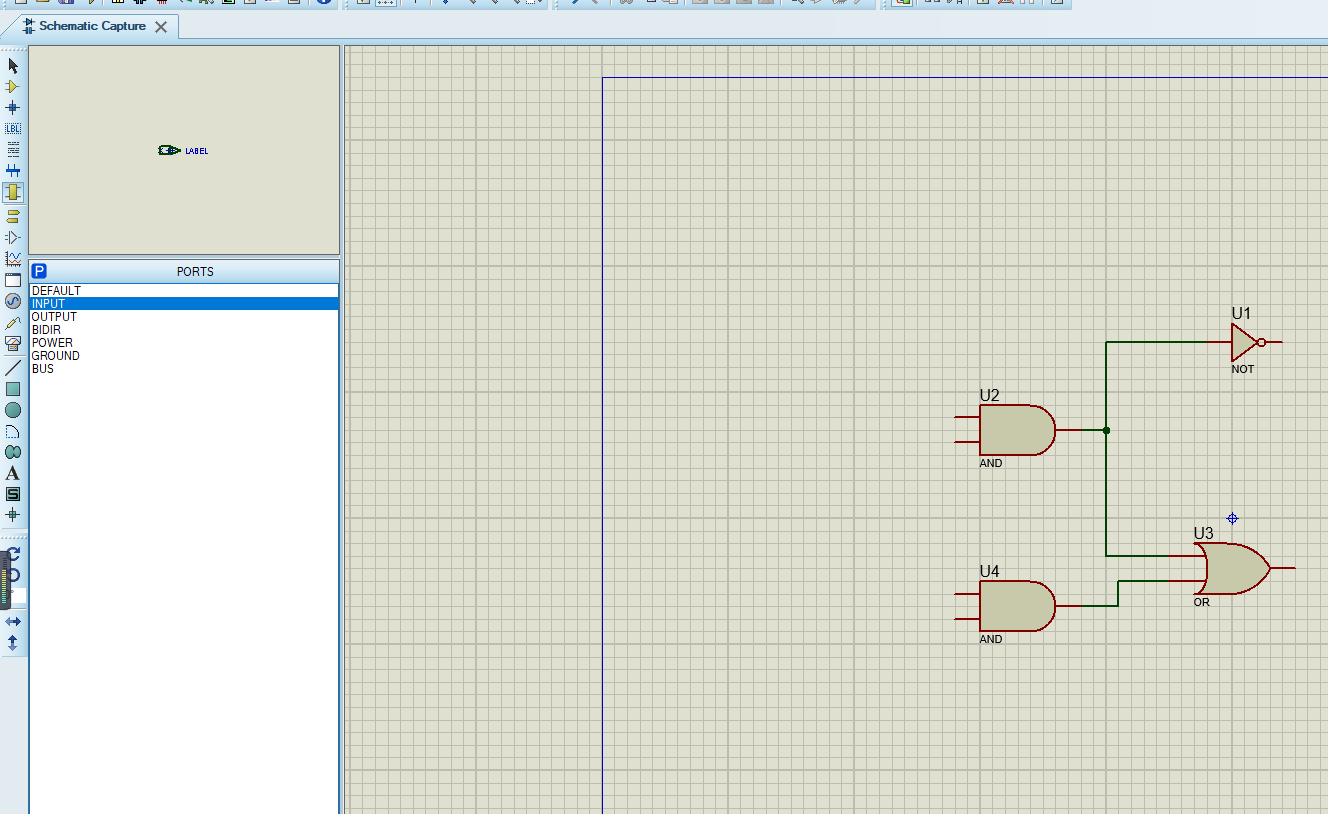 Schematic Capture
LBL
LABEL
P
PORTS
DEFAULT
INPUT
OUTPUT
BIDIR
POWER
GROUND
BUS
A
S
U1
NOT
U2
AND
U3
OR
U4
AND